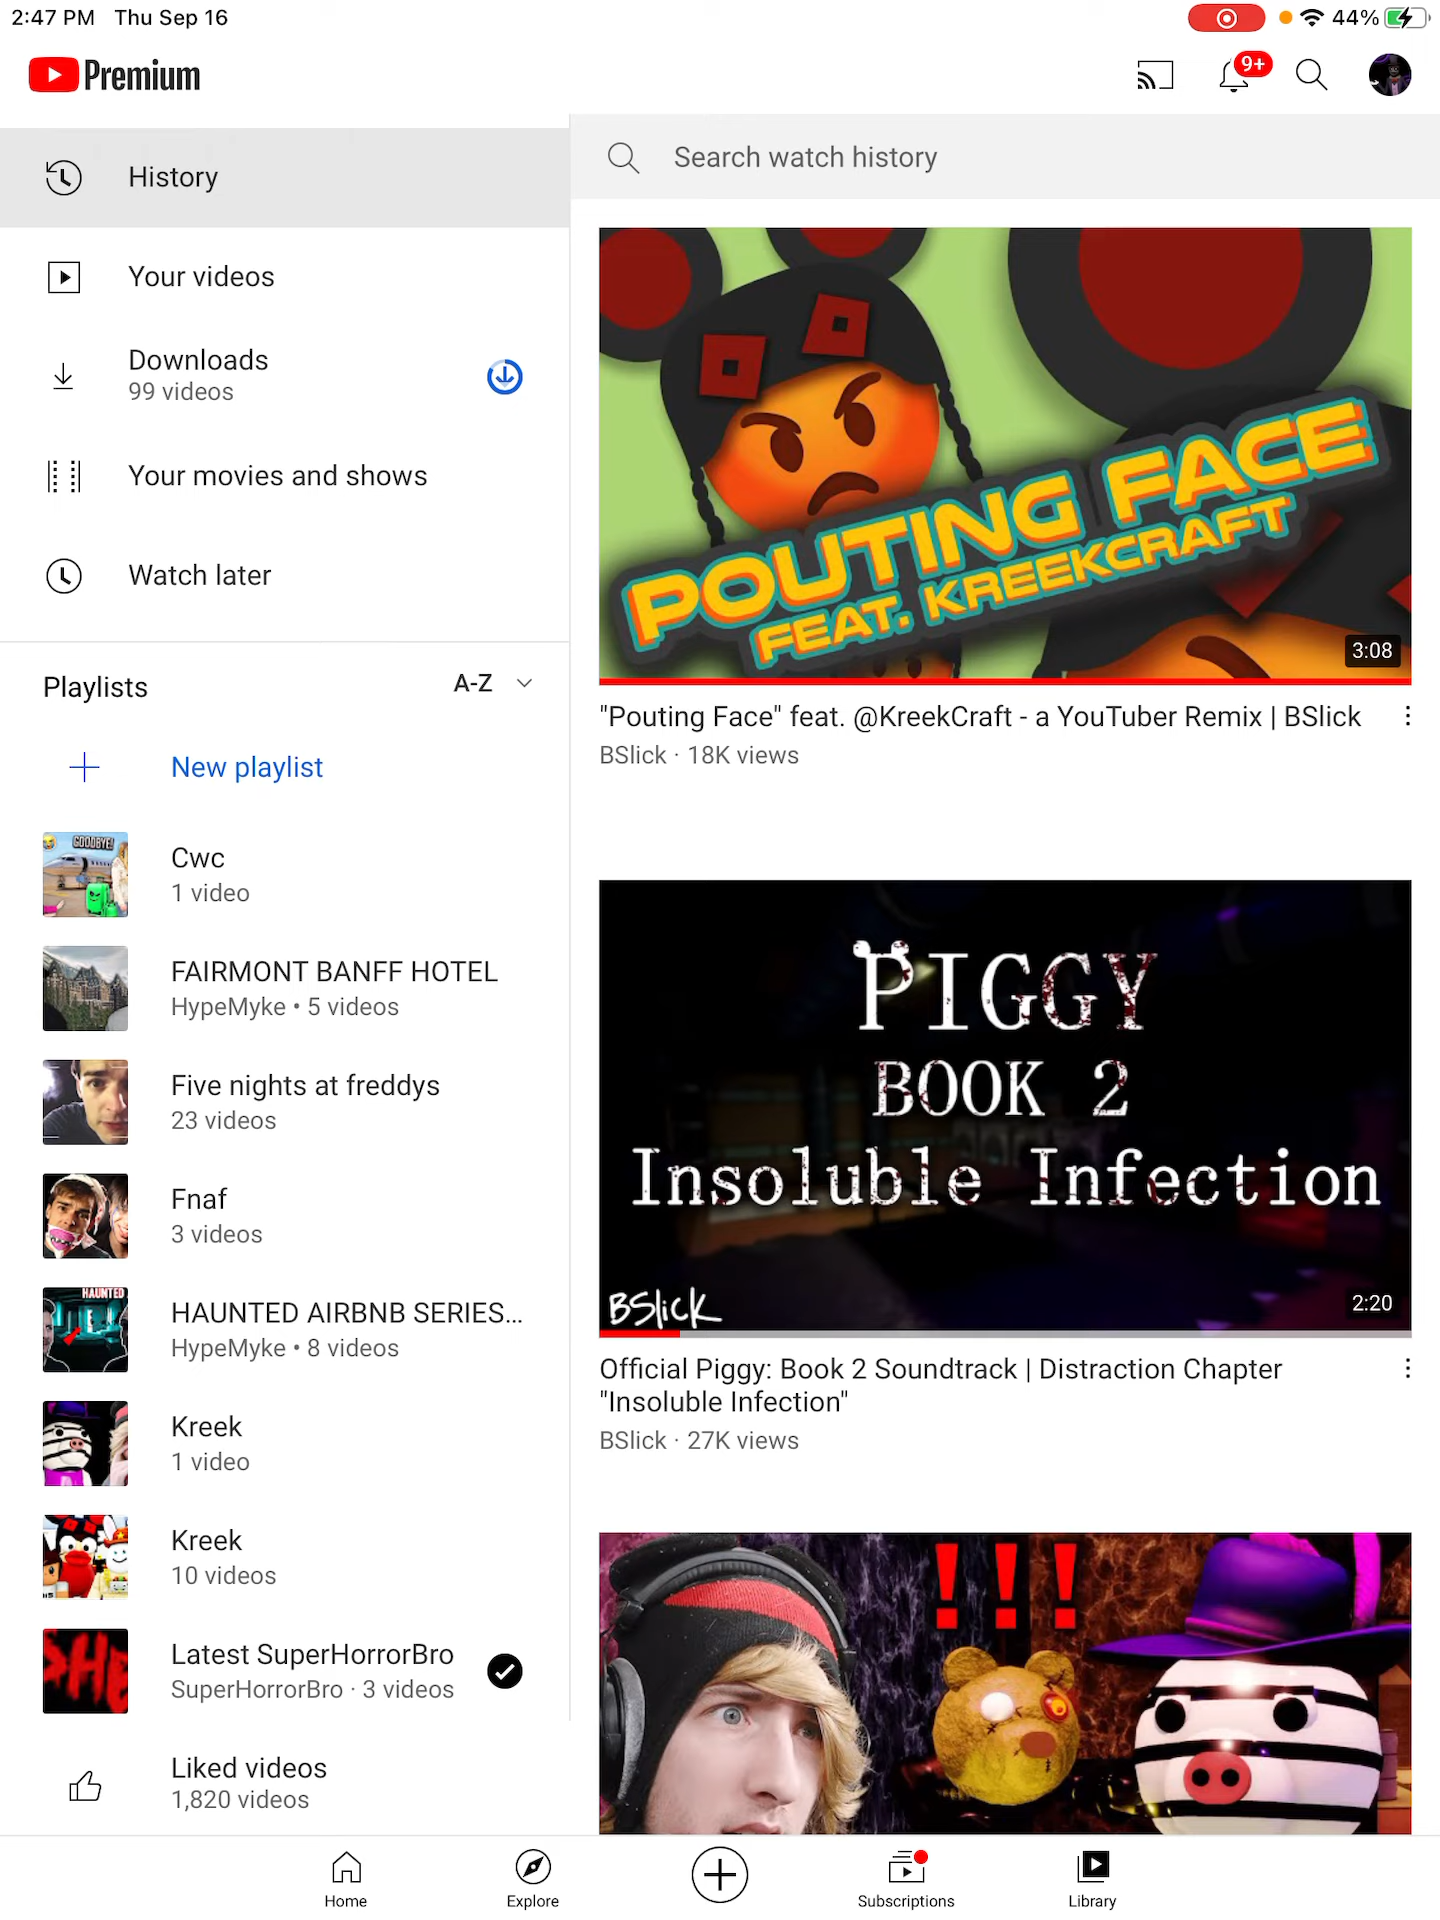 2:47 PM Thu Sep 16
44%
Premium
9+
History
Your videos
Downloads
99 videos
Your movies and shows
Watch later
Playlists
A-Z
New playlist
GOODBYE!
Cwc
1 video
FAIRMONT BANFF HOTEL
HypeMyke • 5 videos
Five nights at freddys
23 videos
Fnaf
3 videos
HAUNTED
HAUNTED AIRBNB SERIES...
HypeMyke • 8 videos
Kreek
1 video
Kreek
10 videos
Latest SuperHorrorBro
SuperHorrorBro · 3 videos
Liked videos
1,820 videos
Search watch history
POUTING FACE
FEAT. KREEKCRAFT
3:08
"Pouting Face" feat. @KreekCraft - a YouTuber Remix | BSlick
BSlick · 18K views
PIGGY
BOOK 2
Insoluble Infection
BSlick
2:20
Official Piggy: Book 2 Soundtrack | Distraction Chapter
"Insoluble Infection"
BSlick · 27K views
!!!
Home
Explore
Subscriptions
Library